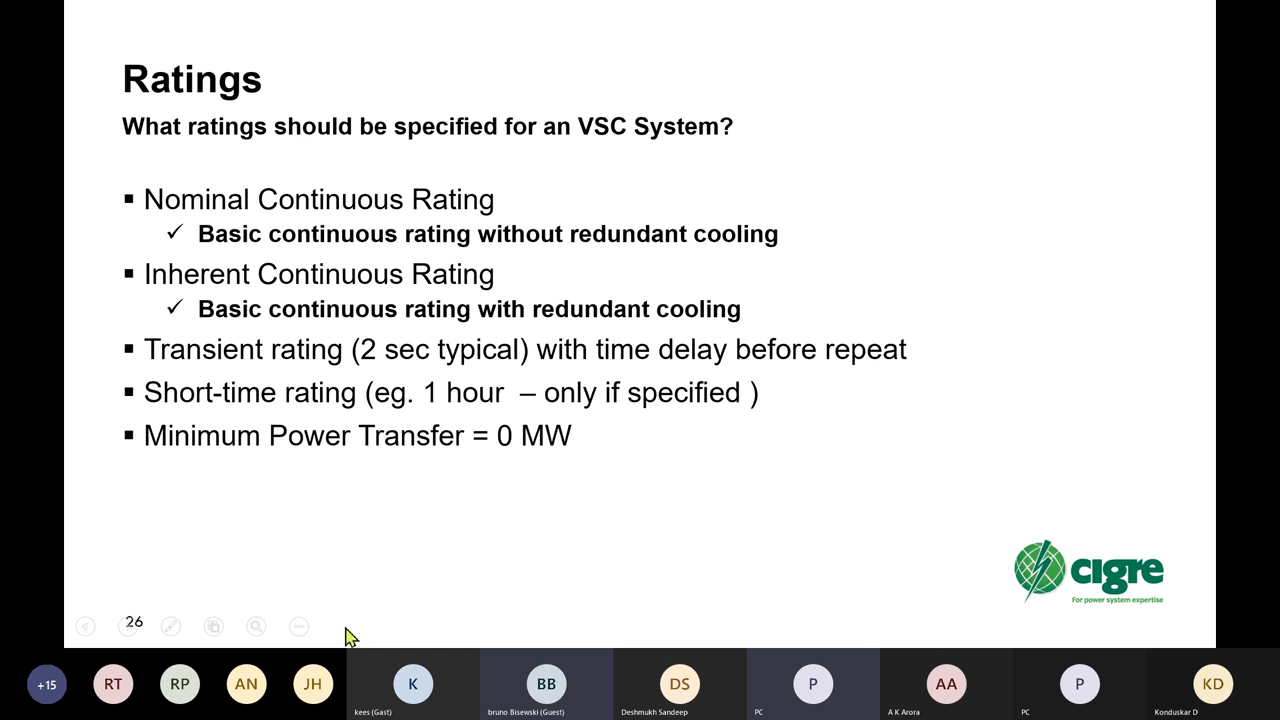 Ratings
What ratings should be specified for an VSC System?
▪ Nominal Continuous Rating
✓ Basic continuous rating without redundant cooling
▪ Inherent Continuous Rating
✓ Basic continuous rating with redundant cooling
▪ Transient rating (2 sec typical) with time delay before repeat
▪ Short-time rating (eg. 1 hour – only if specified )
▪ Minimum Power Transfer = 0 MW
cigre
For power system expertise
26
+15 RT RP AN JH K BB DS P AA P KD
kees (Gast) bruno Bisewski (Guest) Deshmukh Sandeep PC A K Arora PC Konduskar D